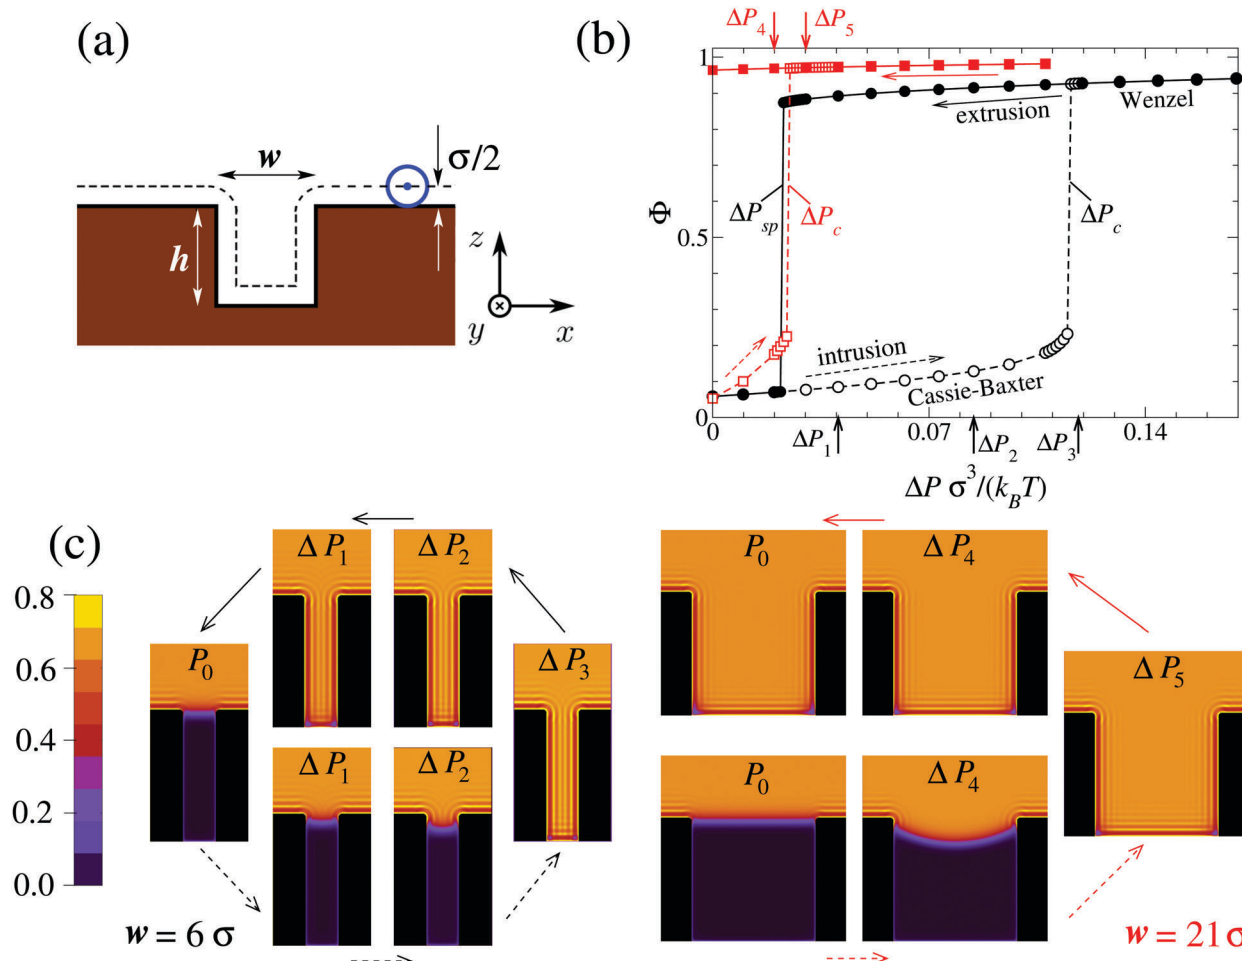 (a)
w
σ/2
h
z
y
x
(b)
ΔP4
ΔP5
1
Wenzel
extrusion
Φ
ΔPsp
ΔPc
ΔPc
0.5
intrusion
Cassie-Baxter
0
0
0.07
0.14
ΔP1
ΔP2
ΔP3
ΔP σ³/(kBT)
(c)
0.8
0.6
0.4
0.2
0.0
P0
ΔP1
ΔP2
ΔP3
ΔP1
ΔP2
w = 6 σ
P0
ΔP4
ΔP5
P0
ΔP4
w = 21 σ